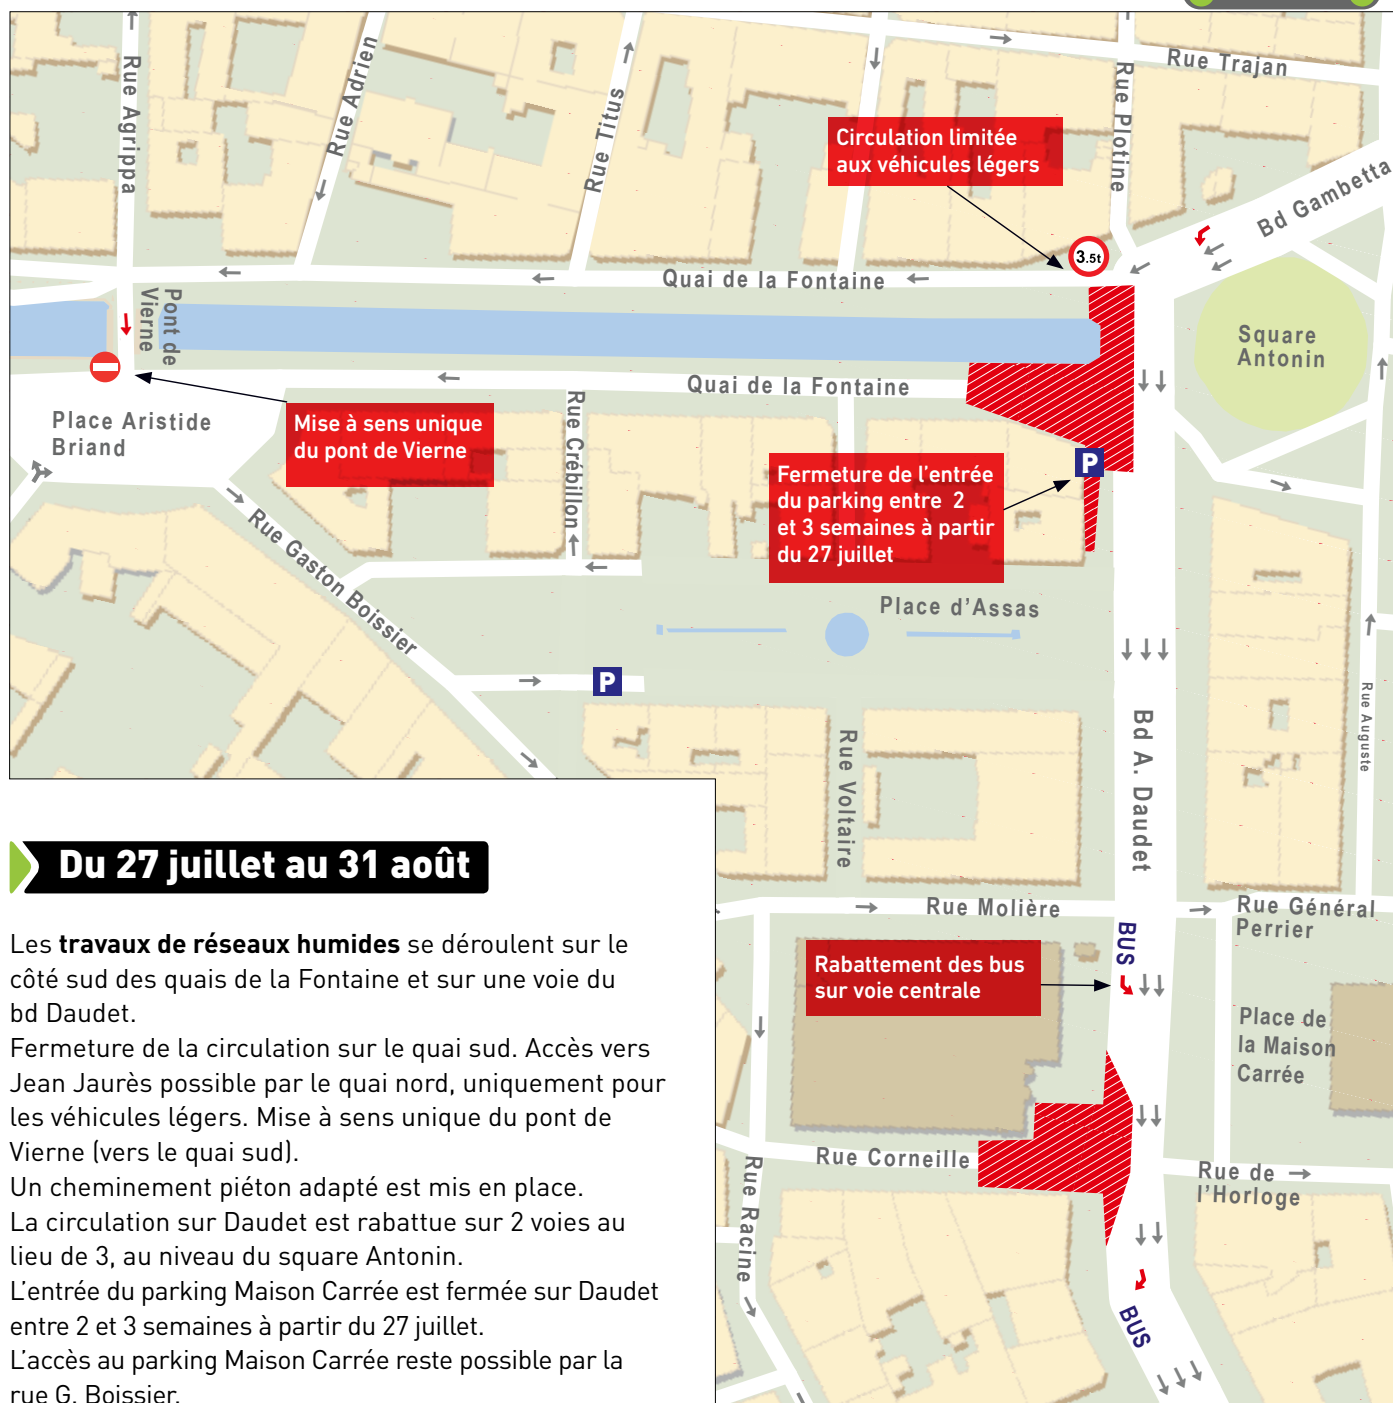 Rue Trajan
Rue Agrippa
Rue Adrien
Rue Titus
Rue Plotine
Circulation limitée
aux véhicules légers
Bd Gambetta
3.5t
Quai de la Fontaine
Pont de
Vierne
Square
Antonin
Quai de la Fontaine
Place Aristide
Briand
Mise à sens unique
du pont de Vierne
Rue Crébillon
P
Fermeture de l'entrée
du parking entre 2
et 3 semaines à partir
du 27 juillet
Rue Gaston Boissier
Place d'Assas
P
Rue Auguste
Bd A. Daudet
Rue Voltaire
Rue Molière
Rue Général
Perrier
BUS
Rabattement des bus
sur voie centrale
Place de
la Maison
Carrée
Rue Corneille
Rue Racine
Rue de
l'Horloge
BUS
Du 27 juillet au 31 août
Les travaux de réseaux humides se déroulent sur le
côté sud des quais de la Fontaine et sur une voie du
bd Daudet.
Fermeture de la circulation sur le quai sud. Accès vers
Jean Jaurès possible par le quai nord, uniquement pour
les véhicules légers. Mise à sens unique du pont de
Vierne (vers le quai sud).
Un cheminement piéton adapté est mis en place.
La circulation sur Daudet est rabattue sur 2 voies au
lieu de 3, au niveau du square Antonin.
L'entrée du parking Maison Carrée est fermée sur Daudet
entre 2 et 3 semaines à partir du 27 juillet.
L'accès au parking Maison Carrée reste possible par la
rue G. Boissier.